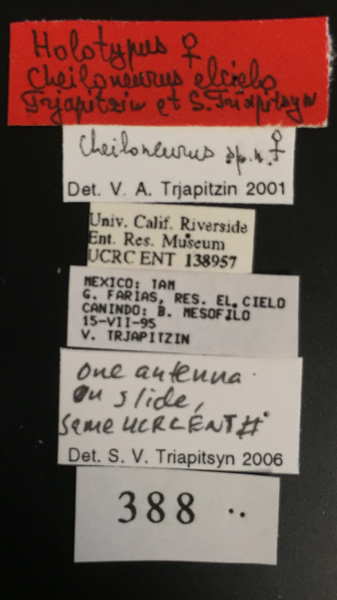 Holotypus ♀
Cheiloneurus elcielo
Trjapitzin et S. Triapitsyn
Cheiloneurus sp. n. ♀
Det. V. A. Trjapitzin 2001
Univ. Calif. Riverside
Ent. Res. Museum
UCRC ENT 138957
MEXICO: TAM
G. FARIAS, RES. EL CIELO
CANINDO: B. MESOFILO
15-VII-95
V. TRJAPITZIN
one antenna
on slide,
same UCRC ENT #
Det. S. V. Triapitsyn 2006
388 ..